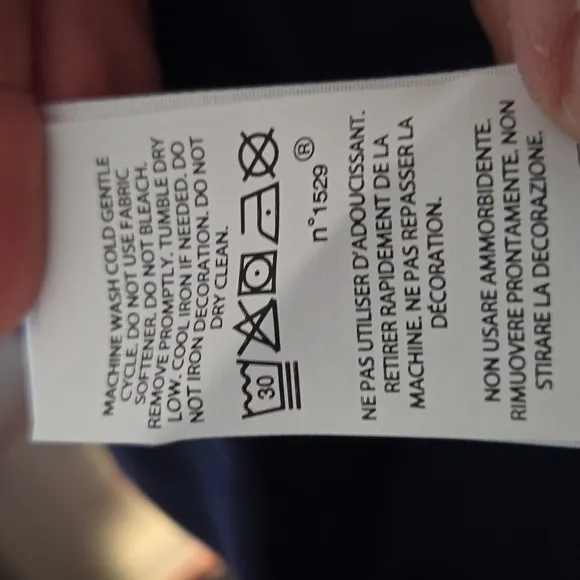 MACHINE WASH COLD GENTLE
CYCLE. DO NOT USE FABRIC
SOFTENER. DO NOT BLEACH.
REMOVE PROMPTLY. TUMBLE DRY
LOW. COOL IRON IF NEEDED. DO
NOT IRON DECORATION. DO NOT
DRY CLEAN.
30
®
n°1529
NE PAS UTILISER D'ADOUCISSANT.
RETIRER RAPIDEMENT DE LA
MACHINE. NE PAS REPASSER LA
DÉCORATION.
NON USARE AMMORBIDENTE.
RIMUOVERE PRONTAMENTE. NON
STIRARE LA DECORAZIONE.